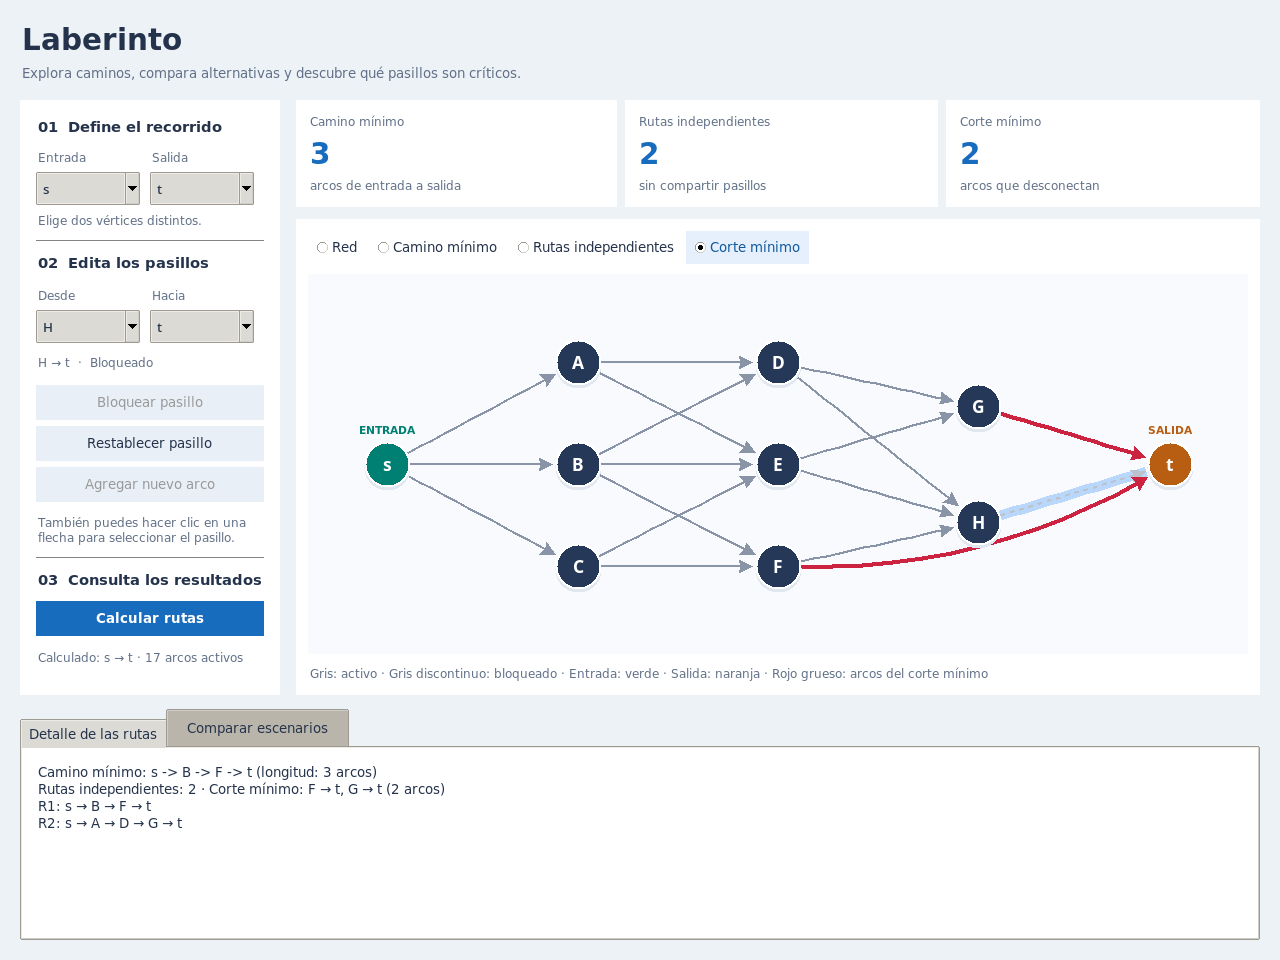 Laberinto
Explora caminos, compara alternativas y descubre qué pasillos son críticos.
01 Define el recorrido
Entrada Salida
s t
Elige dos vértices distintos.
02 Edita los pasillos
Desde Hacia
H t
H → t · Bloqueado
Bloquear pasillo
Restablecer pasillo
Agregar nuevo arco
También puedes hacer clic en una
flecha para seleccionar el pasillo.
03 Consulta los resultados
Calcular rutas
Calculado: s → t · 17 arcos activos
Camino mínimo
3
arcos de entrada a salida
Rutas independientes
2
sin compartir pasillos
Corte mínimo
2
arcos que desconectan
Red Camino mínimo Rutas independientes Corte mínimo
A D
G
ENTRADA SALIDA
s B E t
H
C F
Gris: activo · Gris discontinuo: bloqueado · Entrada: verde · Salida: naranja · Rojo grueso: arcos del corte mínimo
Detalle de las rutas Comparar escenarios
Camino mínimo: s -> B -> F -> t (longitud: 3 arcos)
Rutas independientes: 2 · Corte mínimo: F → t, G → t (2 arcos)
R1: s → B → F → t
R2: s → A → D → G → t